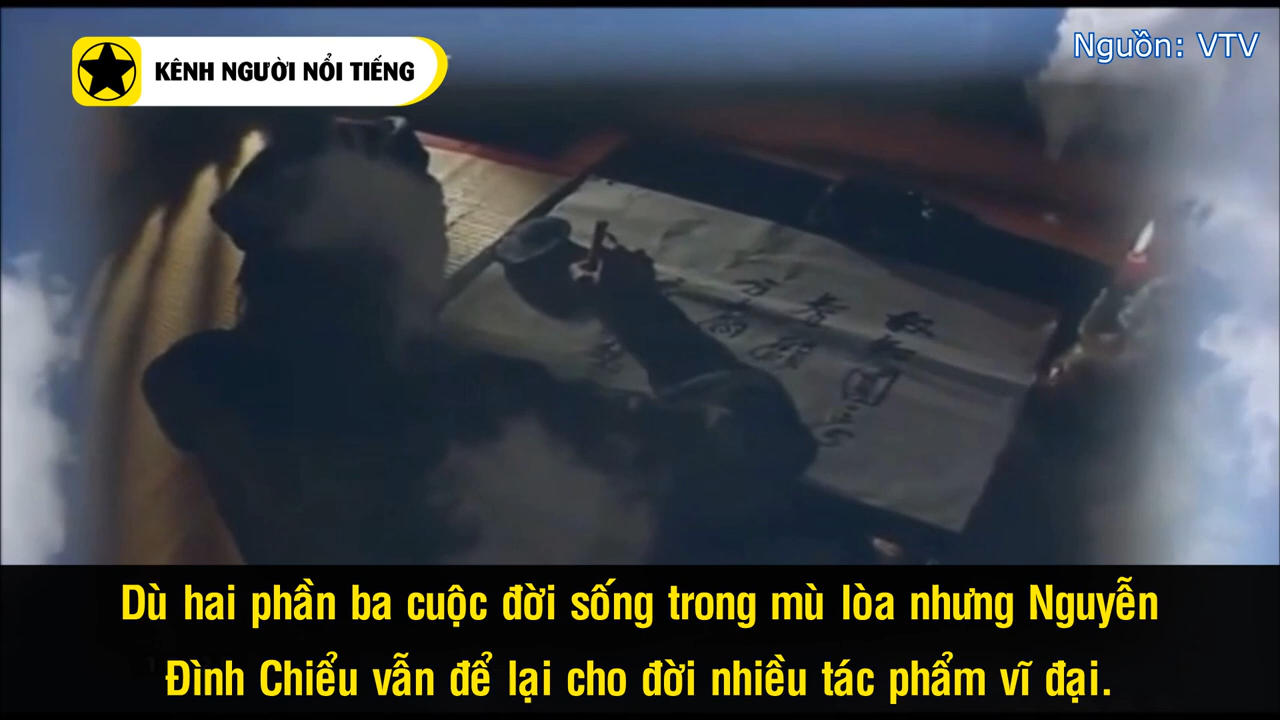 KÊNH NGƯỜI NỔI TIẾNG
Nguồn: VTV
Dù hai phần ba cuộc đời sống trong mù lòa nhưng Nguyễn
Đình Chiểu vẫn để lại cho đời nhiều tác phẩm vĩ đại.